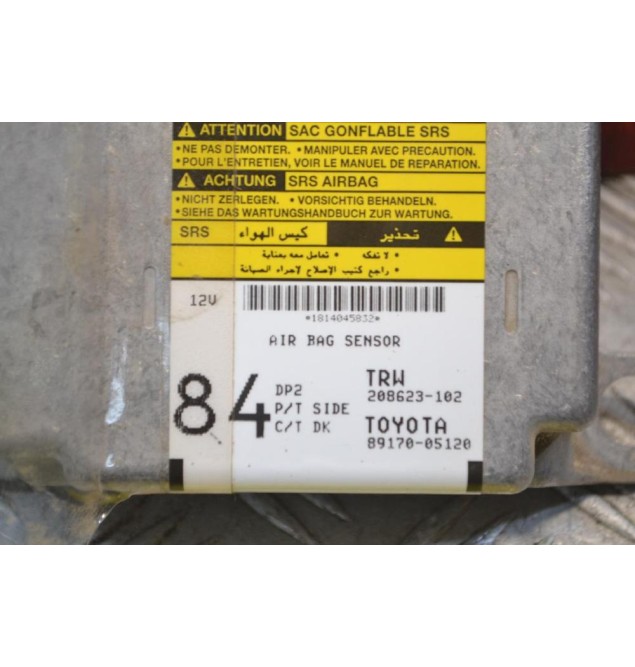 ATTENTION SAC GONFLABLE SRS
•NE PAS DEMONTER. •MANIPULER AVEC PRECAUTION.
•POUR L'ENTRETIEN, VOIR LE MANUEL DE REPARATION.
ACHTUNG SRS AIRBAG
•NICHT ZERLEGEN. •VORSICHTIG BEHANDELN.
•SIEHE DAS WARTUNGSHANDBUCH ZUR WARTUNG.
SRS كيس الهواء تحذير
• لا تفكه • تعامل معه بعناية
• راجع كتيب الإصلاح لاجراء الصيانة
12V
*1814045832*
AIR BAG SENSOR
84
DP2 TRW
P/T SIDE 208623-102
C/T DK TOYOTA
89170-05120